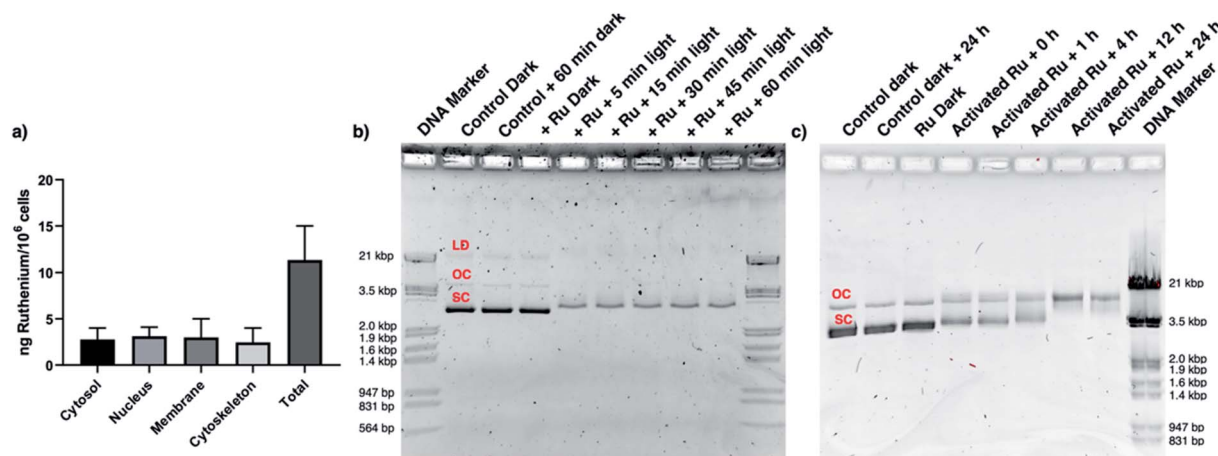 a)
ng Ruthenium/10⁶ cells
20
15
10
5
0
Cytosol
Nucleus
Membrane
Cytoskeleton
Total
b)
DNA Marker
Control Dark
Control + 60 min dark
+ Ru Dark
+ Ru + 5 min light
+ Ru + 15 min light
+ Ru + 30 min light
+ Ru + 45 min light
+ Ru + 60 min light
LD
OC
SC
21 kbp
3.5 kbp
2.0 kbp
1.9 kbp
1.6 kbp
1.4 kbp
947 bp
831 bp
564 bp
c)
Control dark
Control dark + 24 h
Ru Dark
Activated Ru + 0 h
Activated Ru + 1 h
Activated Ru + 4 h
Activated Ru + 12 h
Activated Ru + 24 h
DNA Marker
OC
SC
21 kbp
3.5 kbp
2.0 kbp
1.9 kbp
1.6 kbp
1.4 kbp
947 bp
831 bp